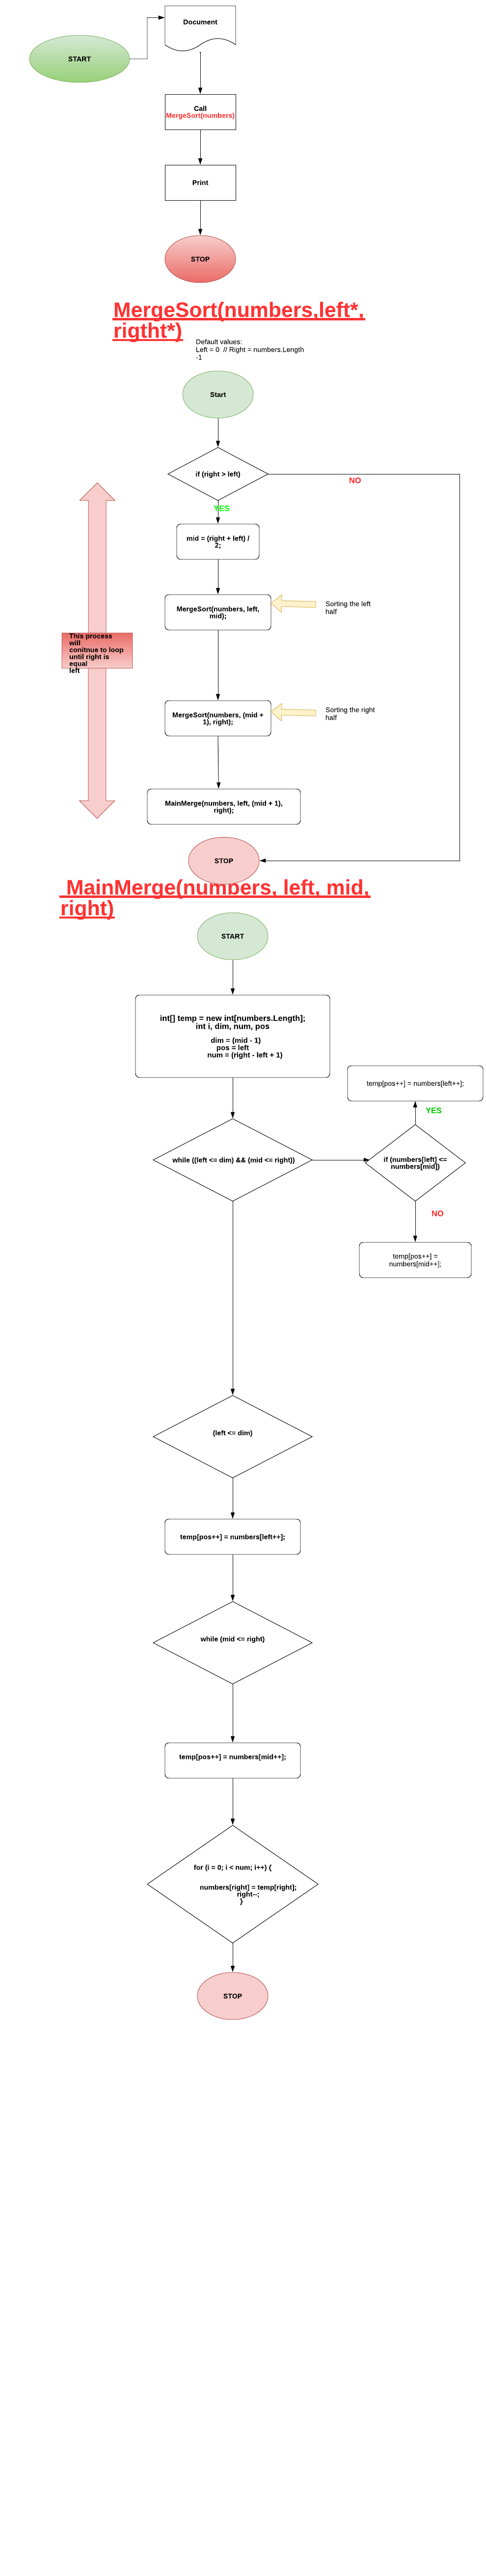 Document
START
Call
MergeSort(numbers)
Print
STOP
MergeSort(numbers,left*,
rigtht*)
Default values:
Left = 0 // Right = numbers.Length
-1
Start
if (right > left)
NO
YES
mid = (right + left) /
2;
MergeSort(numbers, left,
mid);
Sorting the left
half
This process
will
conitnue to loop
until right is
equal
left
MergeSort(numbers, (mid +
1), right);
Sorting the right
half
MainMerge(numbers, left, (mid + 1),
right);
STOP
MainMerge(numbers, left, mid,
right)
START
int[] temp = new int[numbers.Length];
int i, dim, num, pos
dim = (mid - 1)
pos = left
num = (right - left + 1)
temp[pos++] = numbers[left++];
YES
while ((left <= dim) && (mid <= right))
if (numbers[left] <=
numbers[mid])
NO
temp[pos++] =
numbers[mid++];
(left <= dim)
temp[pos++] = numbers[left++];
while (mid <= right)
temp[pos++] = numbers[mid++];
for (i = 0; i < num; i++) {
numbers[right] = temp[right];
right--;
}
STOP